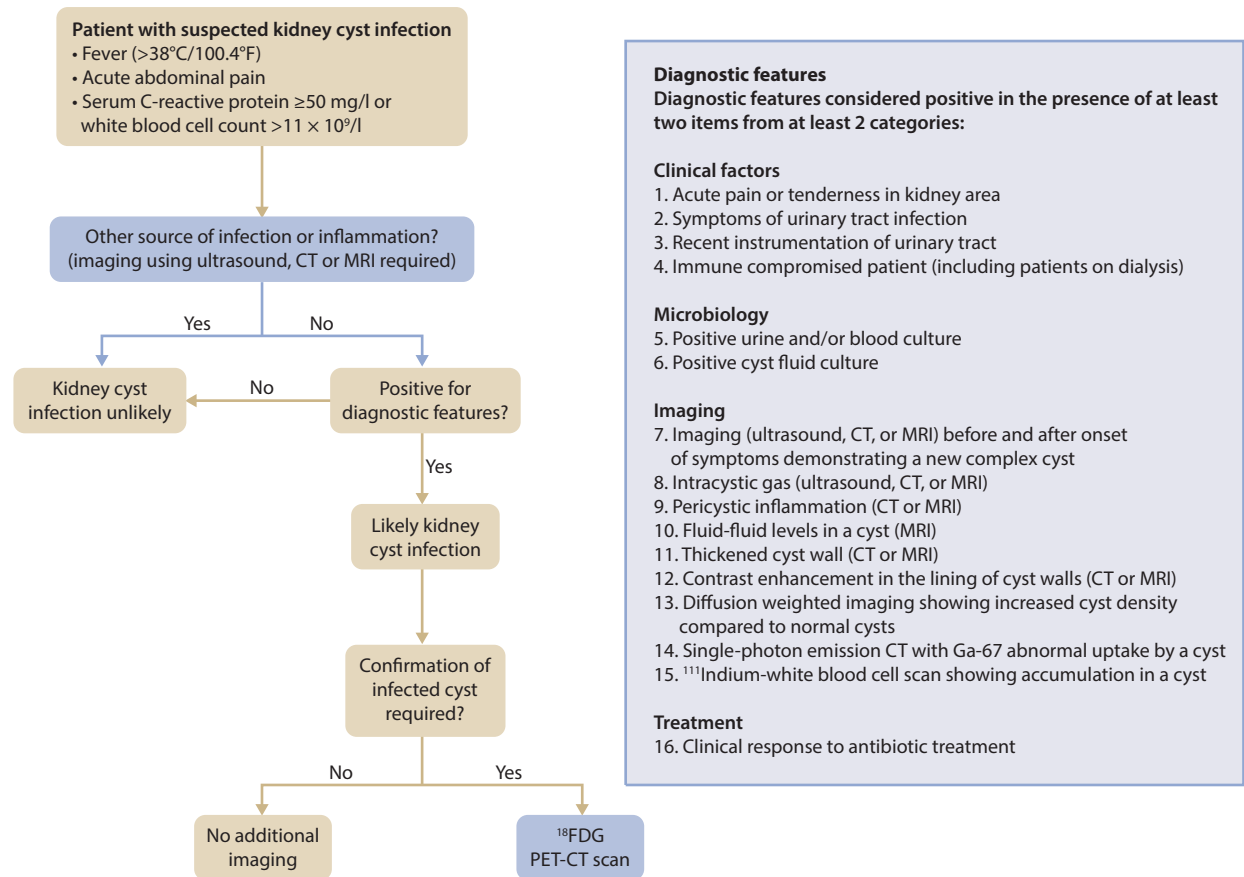 Patient with suspected kidney cyst infection
• Fever (>38°C/100.4°F)
• Acute abdominal pain
• Serum C-reactive protein ≥50 mg/l or
white blood cell count >11 × 10⁹/l
Other source of infection or inflammation?
(imaging using ultrasound, CT or MRI required)
Yes
No
Kidney cyst
infection unlikely
No
Positive for
diagnostic features?
Yes
Likely kidney
cyst infection
Confirmation of
infected cyst
required?
No
Yes
No additional
imaging
¹⁸FDG
PET-CT scan
Diagnostic features
Diagnostic features considered positive in the presence of at least
two items from at least 2 categories:
Clinical factors
1. Acute pain or tenderness in kidney area
2. Symptoms of urinary tract infection
3. Recent instrumentation of urinary tract
4. Immune compromised patient (including patients on dialysis)
Microbiology
5. Positive urine and/or blood culture
6. Positive cyst fluid culture
Imaging
7. Imaging (ultrasound, CT, or MRI) before and after onset
of symptoms demonstrating a new complex cyst
8. Intracystic gas (ultrasound, CT, or MRI)
9. Pericystic inflammation (CT or MRI)
10. Fluid-fluid levels in a cyst (MRI)
11. Thickened cyst wall (CT or MRI)
12. Contrast enhancement in the lining of cyst walls (CT or MRI)
13. Diffusion weighted imaging showing increased cyst density
compared to normal cysts
14. Single-photon emission CT with Ga-67 abnormal uptake by a cyst
15. ¹¹¹Indium-white blood cell scan showing accumulation in a cyst
Treatment
16. Clinical response to antibiotic treatment